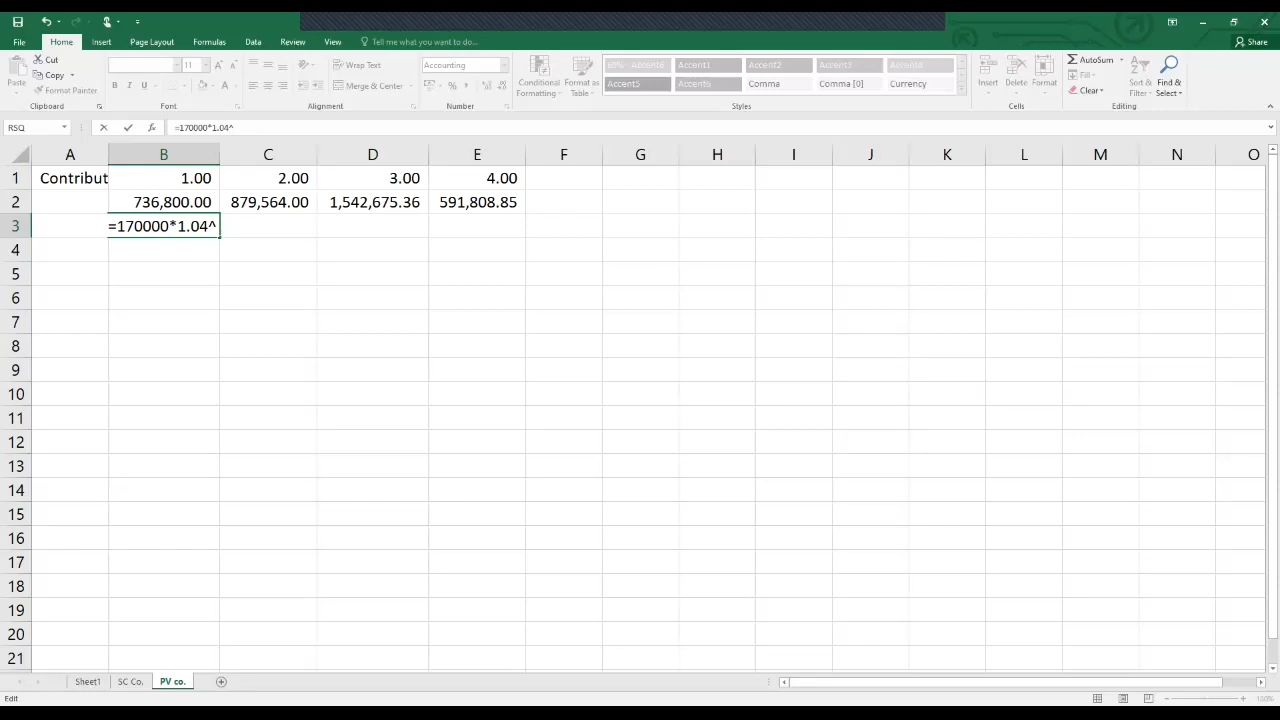 File Home Insert Page Layout Formulas Data Review View Tell me what you want to do... Share
Paste Cut Copy Format Painter Clipboard
11 Font
Wrap Text Merge & Center Alignment
Accounting Number
Conditional Formatting Format as Table
60% - Accent6 Accent1 Accent2 Accent3 Accent4
Accent5 Accent6 Comma Comma [0] Currency
Styles
Insert Delete Format Cells
AutoSum Fill Clear Sort & Filter Find & Select Editing
RSQ fx =170000*1.04^
A B C D E F G H I J K L M N O
1 Contribut 1.00 2.00 3.00 4.00
2 736,800.00 879,564.00 1,542,675.36 591,808.85
3 =170000*1.04^
4
5
6
7
8
9
10
11
12
13
14
15
16
17
18
19
20
21
Sheet1 SC Co. PV co.
Edit 100%